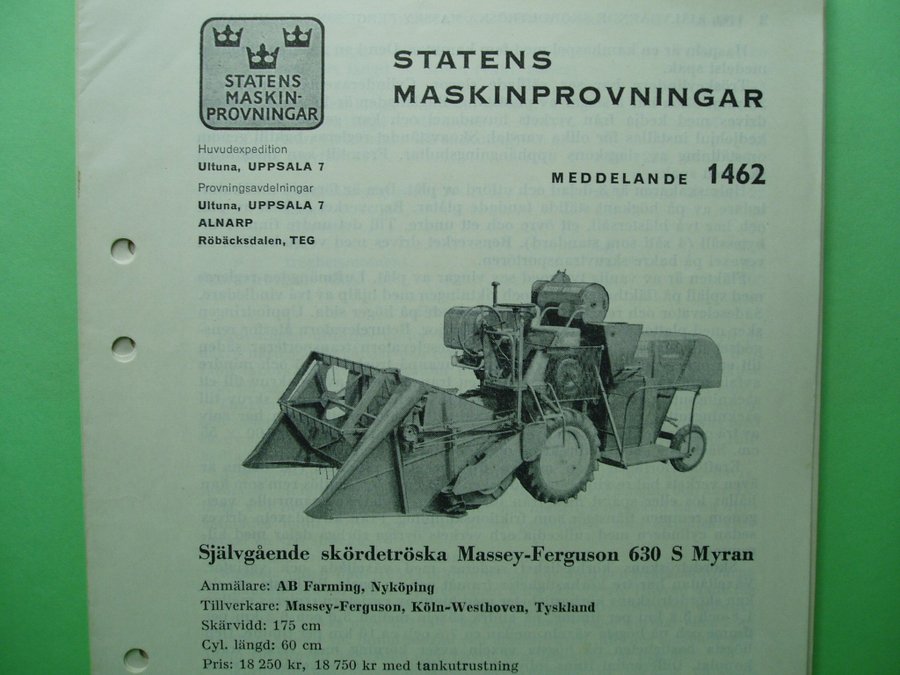 STATENS
MASKIN-
PROVNINGAR
STATENS
MASKINPROVNINGAR
Huvudexpedition
Ultuna, UPPSALA 7
Provningsavdelningar
Ultuna, UPPSALA 7
ALNARP
Röbäcksdalen, TEG
MEDDELANDE 1462
Självgående skördetröska Massey-Ferguson 630 S Myran
Anmälare: AB Farming, Nyköping
Tillverkare: Massey-Ferguson, Köln-Westhoven, Tyskland
Skärvidd: 175 cm
Cyl. längd: 60 cm
Pris: 18 250 kr, 18 750 kr med tankutrustning